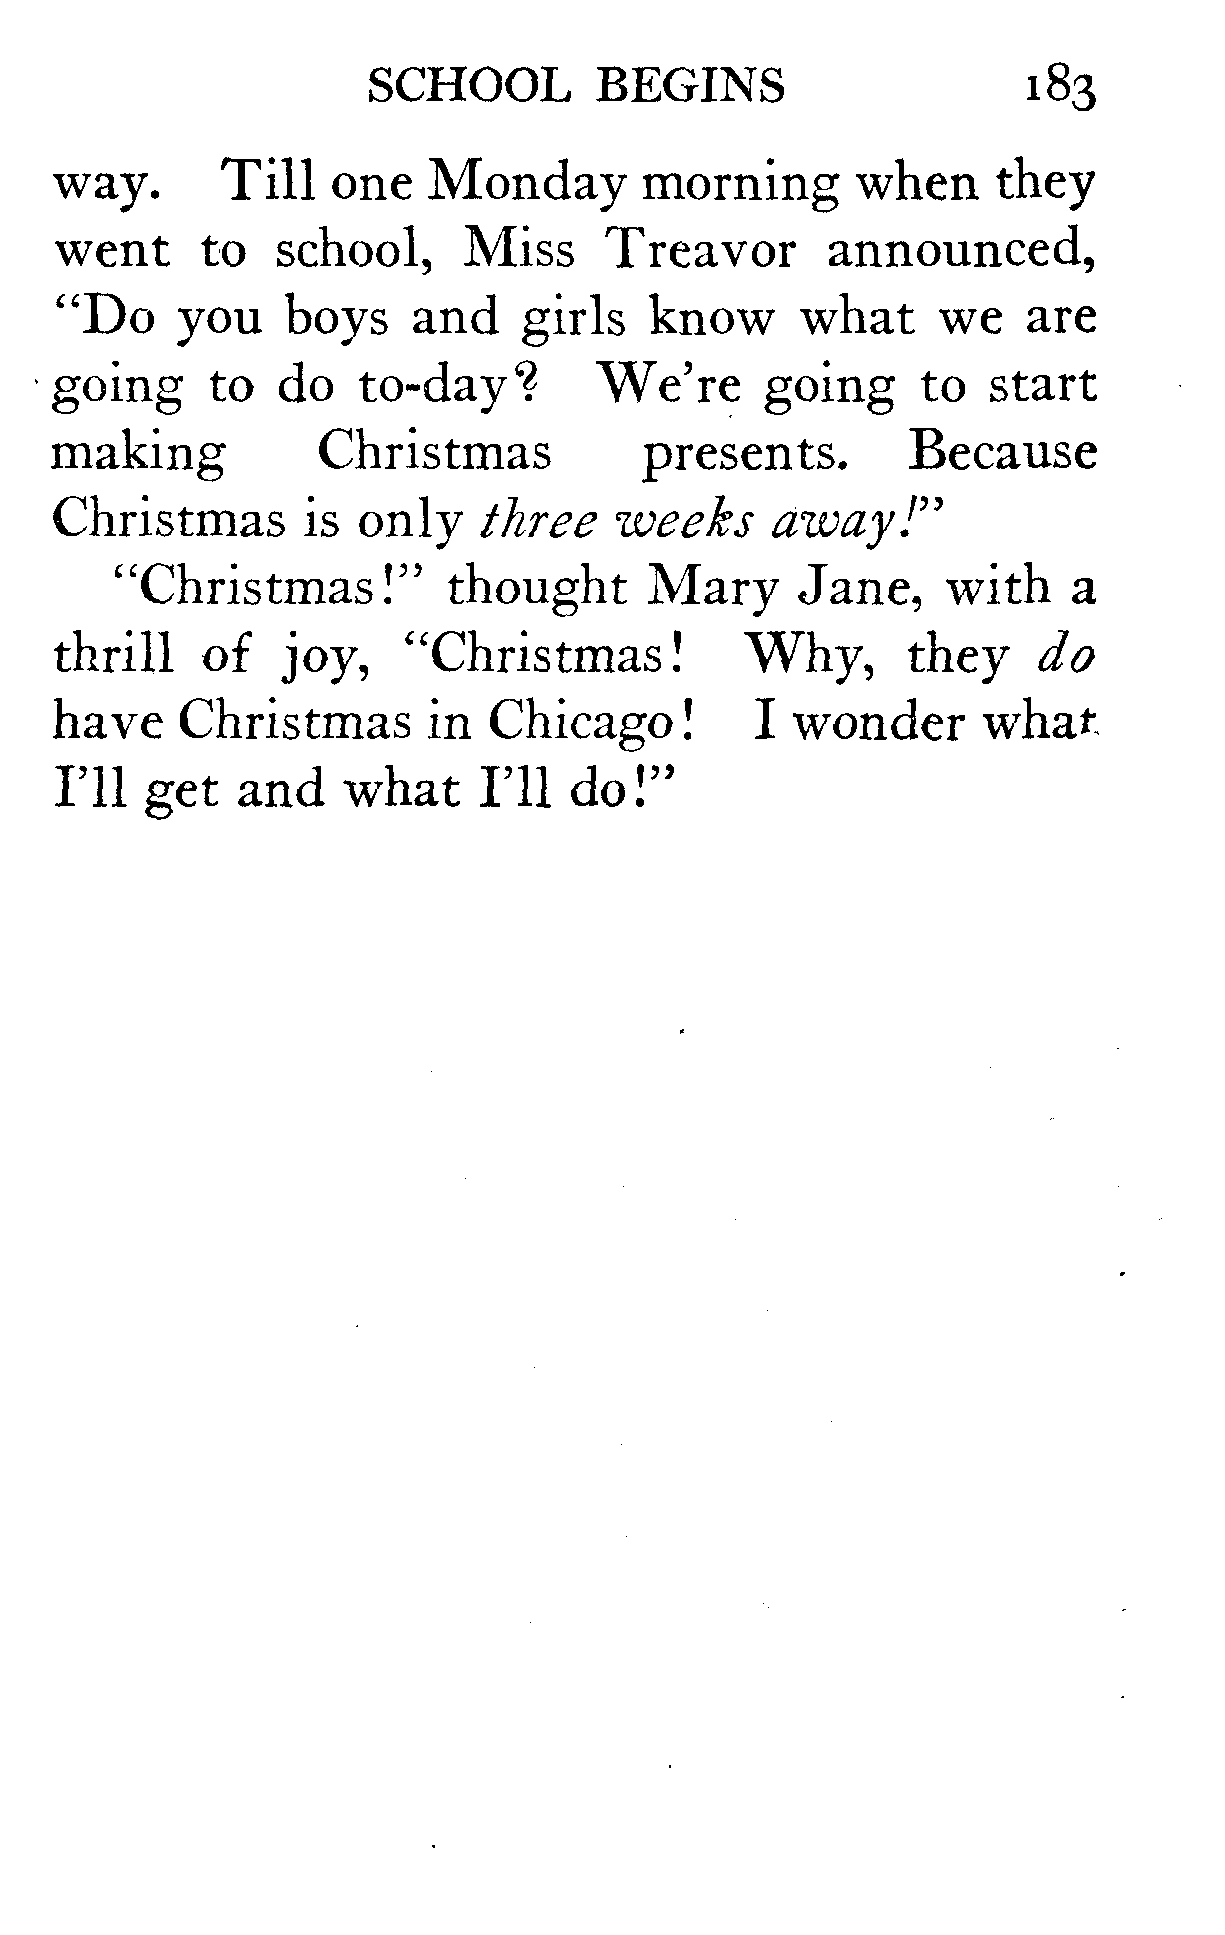 SCHOOL BEGINS 183
way. Till one Monday morning when they
went to school, Miss Treavor announced,
“Do you boys and girls know what we are
going to do to-day? We’re going to start
making Christmas presents. Because
Christmas is only three weeks away!”
“Christmas!” thought Mary Jane, with a
thrill of joy, “Christmas! Why, they do
have Christmas in Chicago! I wonder what
I’ll get and what I’ll do!”